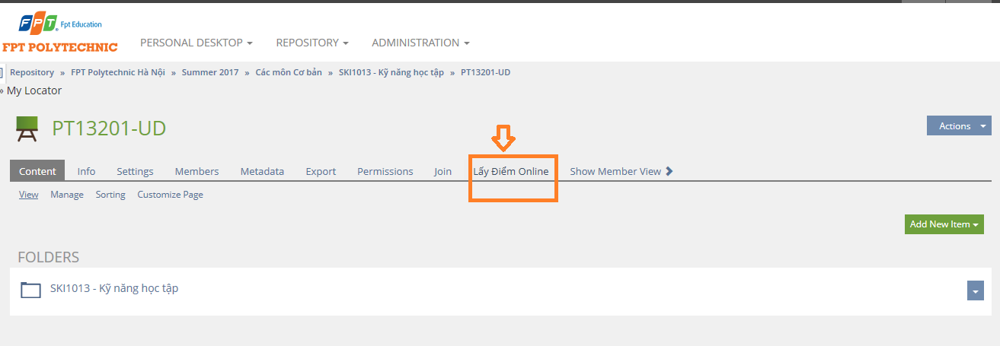 FPT Fpt Education
FPT POLYTECHNIC
PERSONAL DESKTOP REPOSITORY ADMINISTRATION
Repository » FPT Polytechnic Hà Nội » Summer 2017 » Các môn Cơ bản » SKI1013 - Kỹ năng học tập » PT13201-UD
» My Locator
PT13201-UD
Actions
Content Info Settings Members Metadata Export Permissions Join Lấy Điểm Online Show Member View
View Manage Sorting Customize Page
Add New Item
FOLDERS
SKI1013 - Kỹ năng học tập